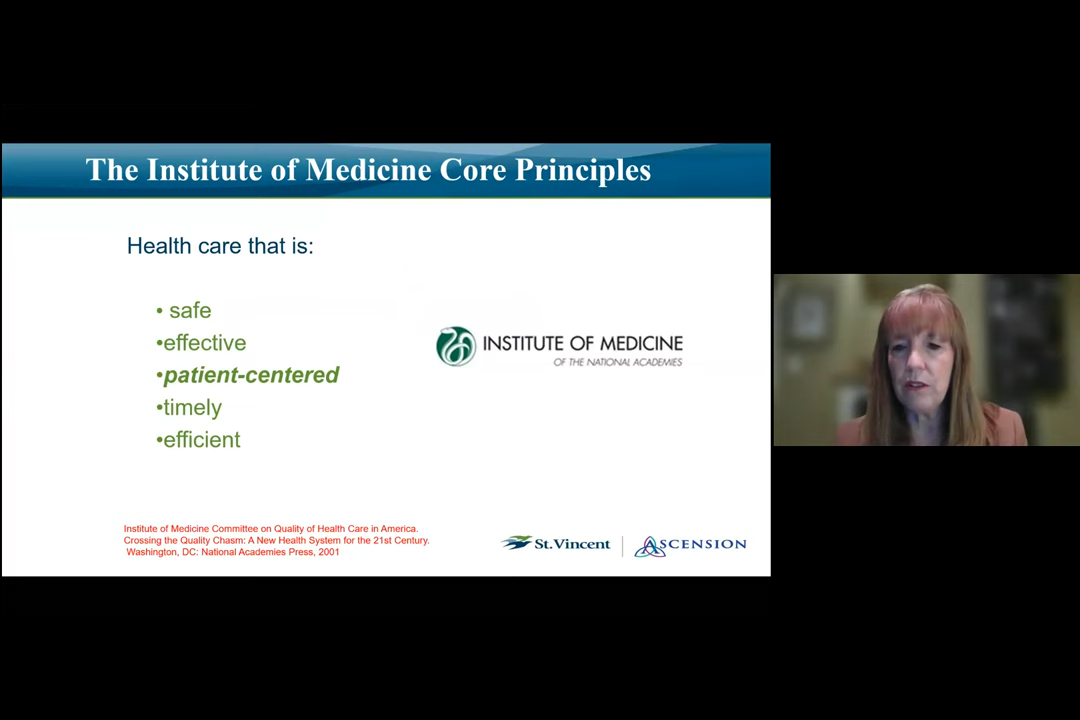 The Institute of Medicine Core Principles
Health care that is:
• safe
•effective
•patient-centered
•timely
•efficient
INSTITUTE OF MEDICINE
OF THE NATIONAL ACADEMIES
Institute of Medicine Committee on Quality of Health Care in America.
Crossing the Quality Chasm: A New Health System for the 21st Century.
Washington, DC: National Academies Press, 2001
St.Vincent
ASCENSION